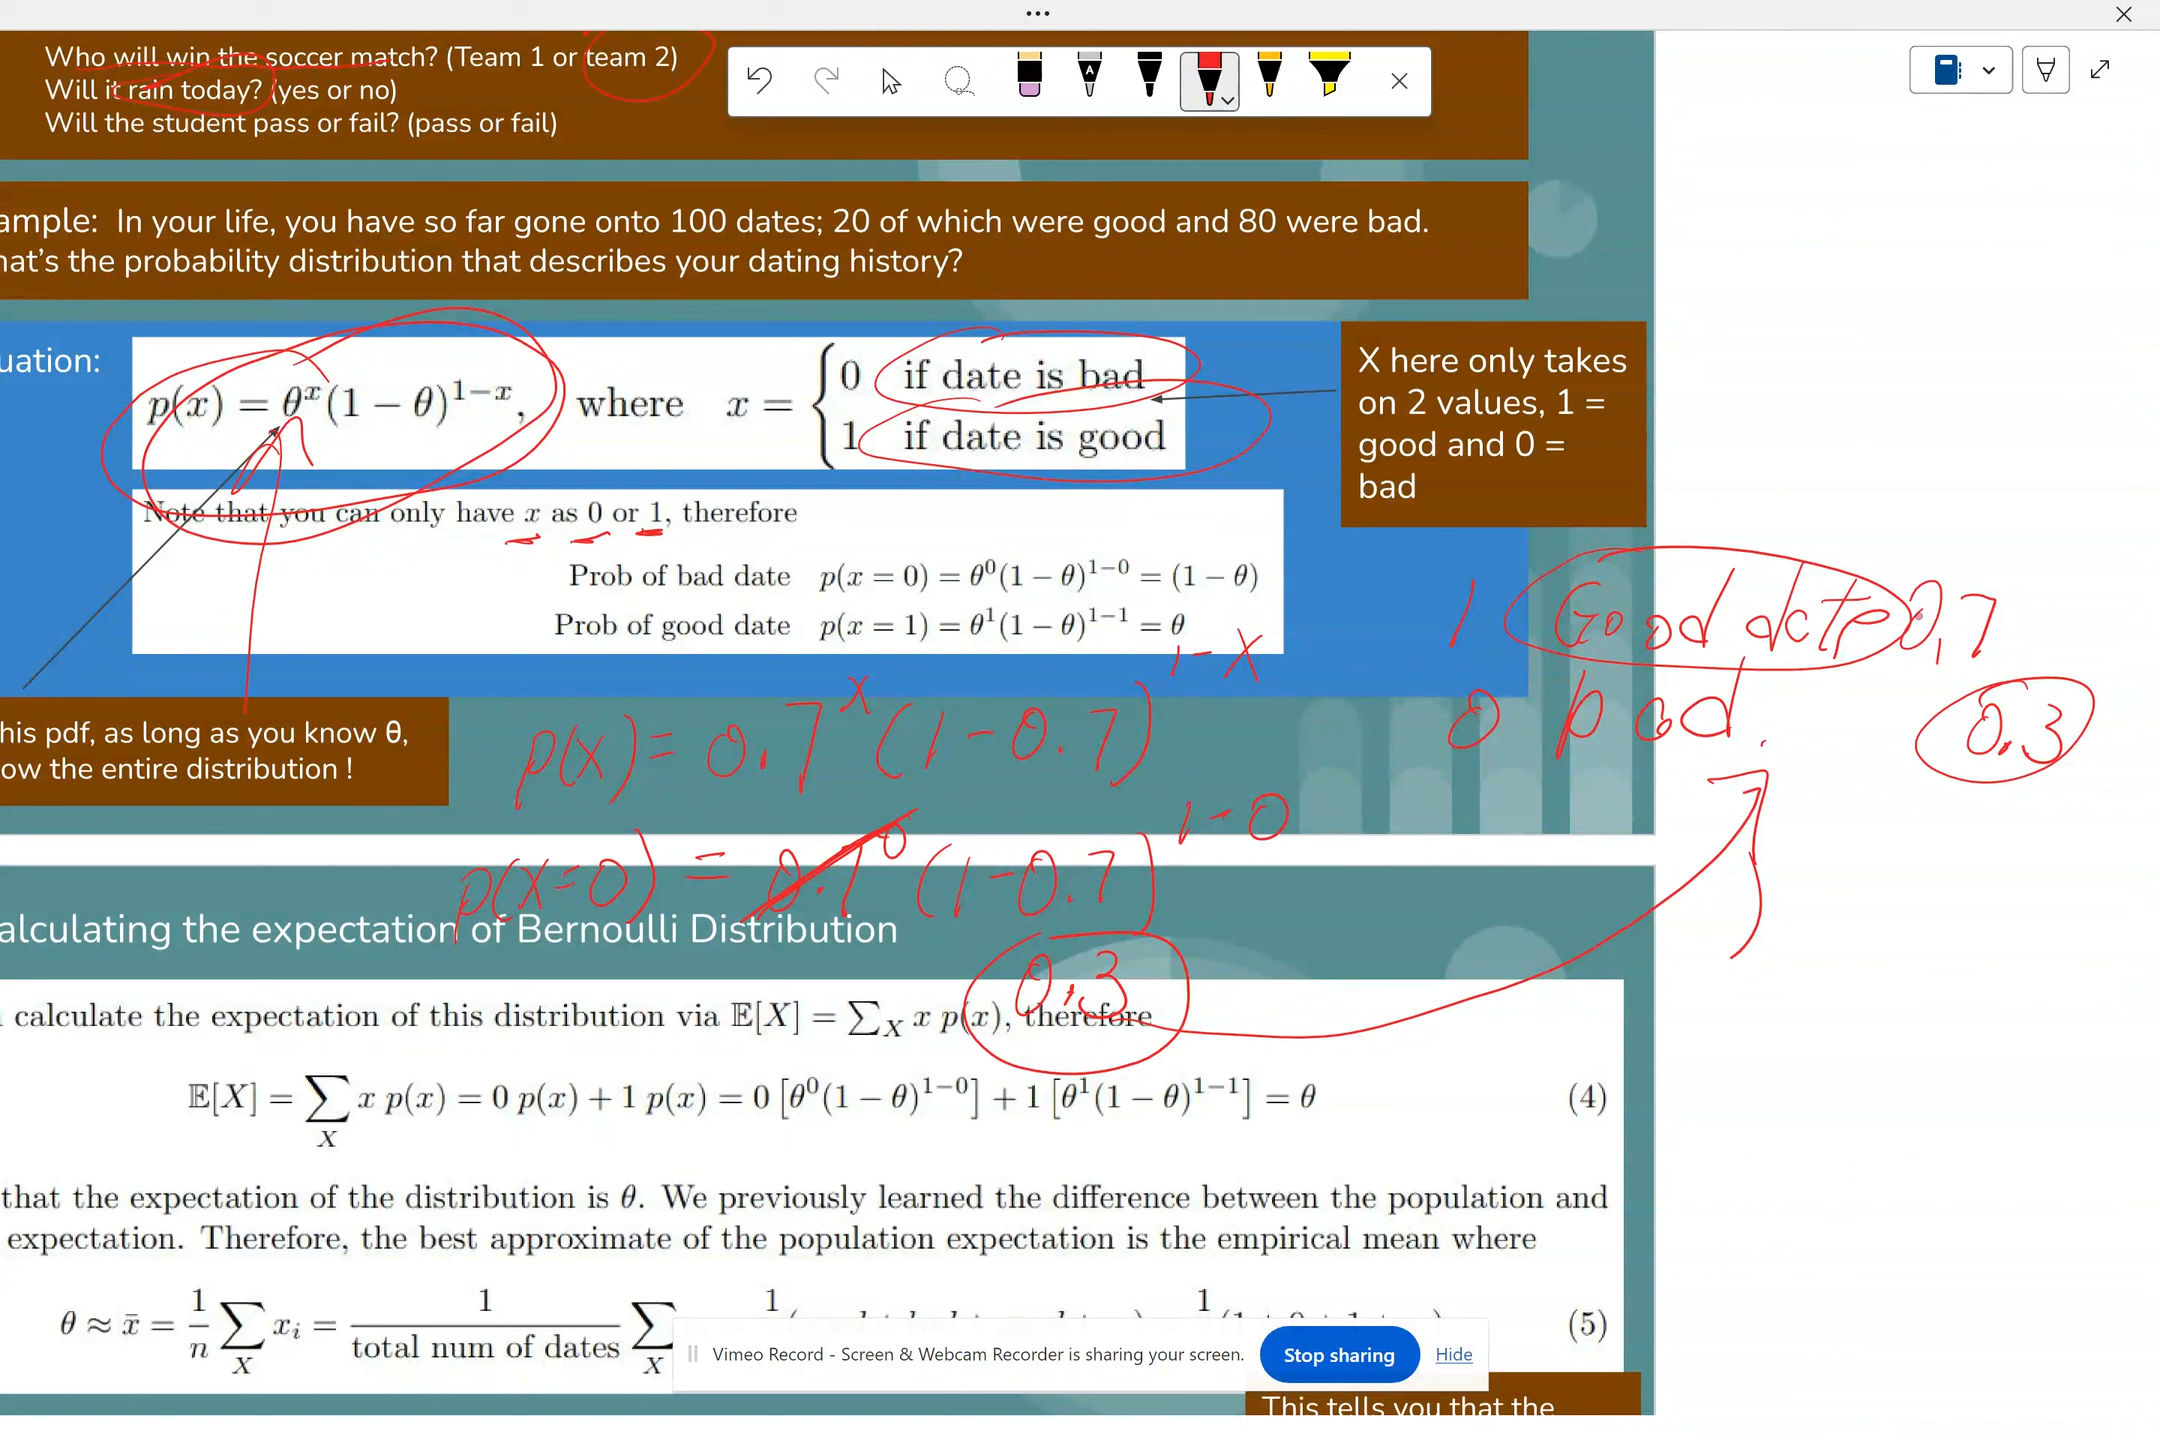 Who will win the soccer match? (Team 1 or team 2)
Will it rain today? (yes or no)
Will the student pass or fail? (pass or fail)
ample: In your life, you have so far gone onto 100 dates; 20 of which were good and 80 were bad.
hat's the probability distribution that describes your dating history?
uation:
p(x) = θ^x(1 − θ)^{1−x}, where x = { 0 if date is bad
1 if date is good
X here only takes
on 2 values, 1 =
good and 0 =
bad
Note that you can only have x as 0 or 1, therefore
Prob of bad date p(x = 0) = θ^0(1 − θ)^{1−0} = (1 − θ)
Prob of good date p(x = 1) = θ^1(1 − θ)^{1−1} = θ
1 Good date 0.7
0 bad. 0.3
his pdf, as long as you know θ,
ow the entire distribution !
p(x) = 0.7^x (1 − 0.7)^{1−x}
p(x=0) = 0.7^0 (1−0.7)^{1−0}
0.3
alculating the expectation of Bernoulli Distribution
calculate the expectation of this distribution via 𝔼[X] = ∑_X x p(x), therefore
𝔼[X] = ∑_X x p(x) = 0 p(x) + 1 p(x) = 0 [θ^0(1 − θ)^{1−0}] + 1 [θ^1(1 − θ)^{1−1}] = θ (4)
that the expectation of the distribution is θ. We previously learned the difference between the population and
expectation. Therefore, the best approximate of the population expectation is the empirical mean where
θ ≈ x̄ = 1/n ∑_X x_i = 1/total num of dates ∑_X (5)
Vimeo Record - Screen & Webcam Recorder is sharing your screen. Stop sharing Hide
This tells you that the